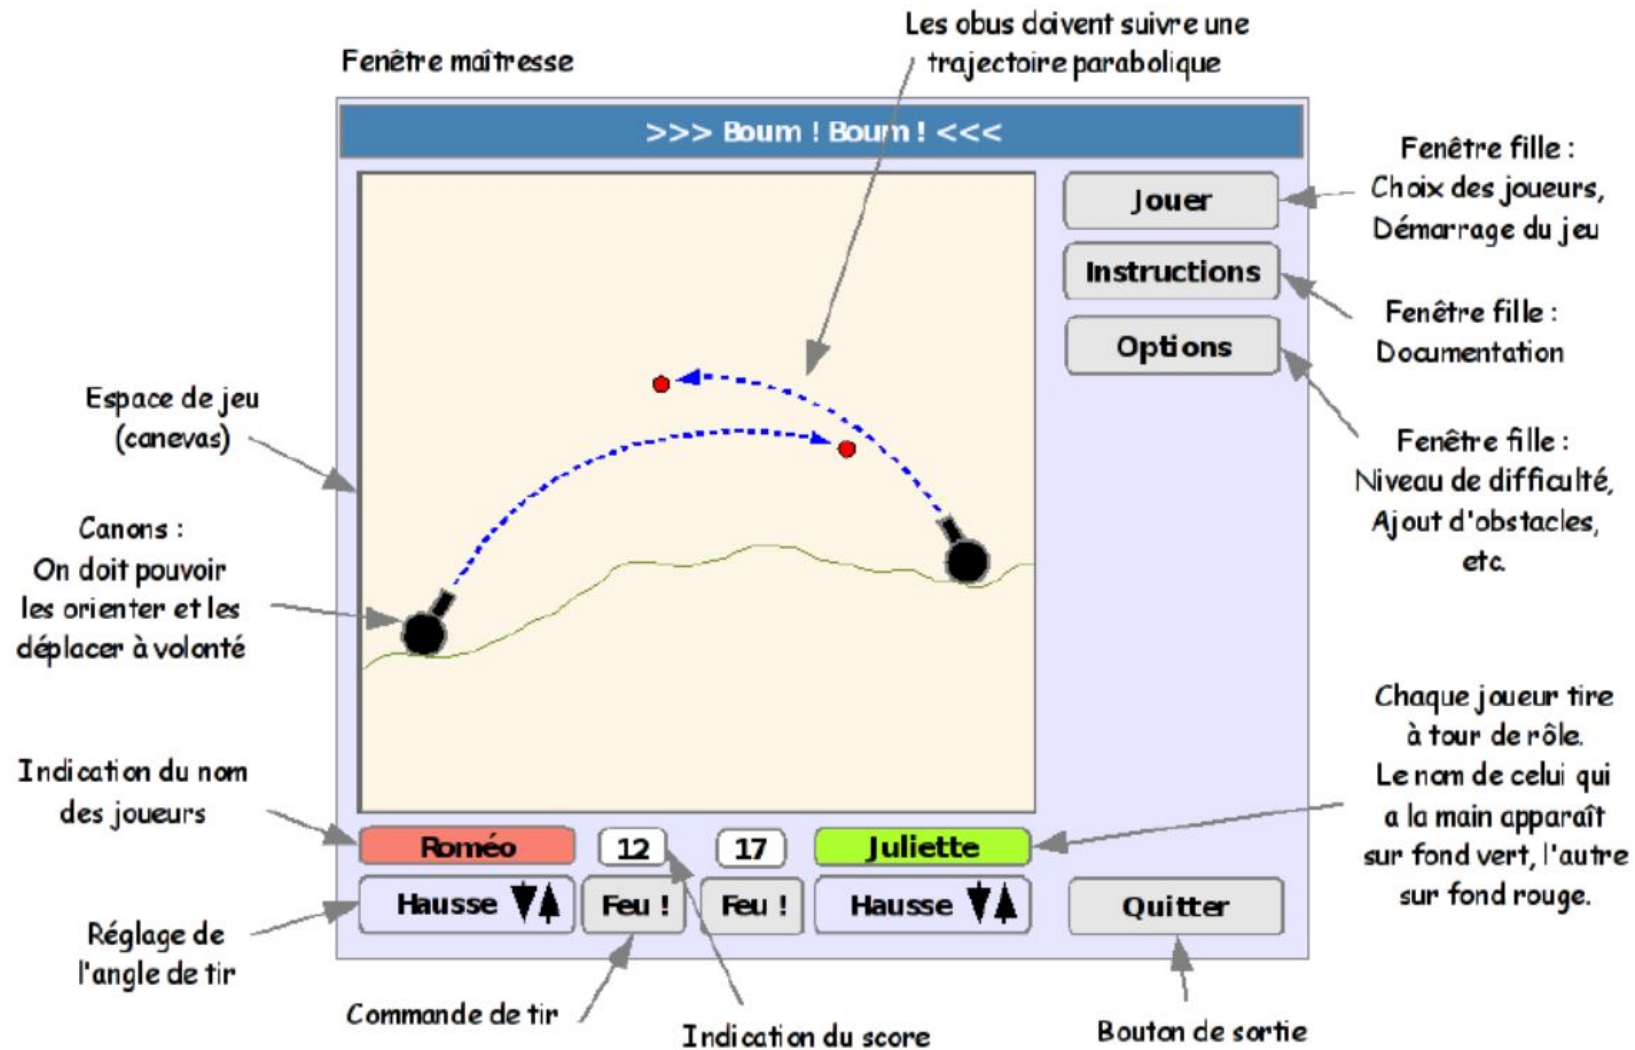 Les obus doivent suivre une
trajectoire parabolique
Fenêtre maîtresse
>>> Boum ! Boum ! <<<
Jouer
Instructions
Options
Fenêtre fille :
Choix des joueurs,
Démarrage du jeu
Fenêtre fille :
Documentation
Fenêtre fille :
Niveau de difficulté,
Ajout d'obstacles,
etc.
Espace de jeu
(canevas)
Canons :
On doit pouvoir
les orienter et les
déplacer à volonté
Indication du nom
des joueurs
Chaque joueur tire
à tour de rôle.
Le nom de celui qui
a la main apparaît
sur fond vert, l'autre
sur fond rouge.
Roméo
12
17
Juliette
Hausse
Feu !
Feu !
Hausse
Quitter
Réglage de
l'angle de tir
Commande de tir
Indication du score
Bouton de sortie